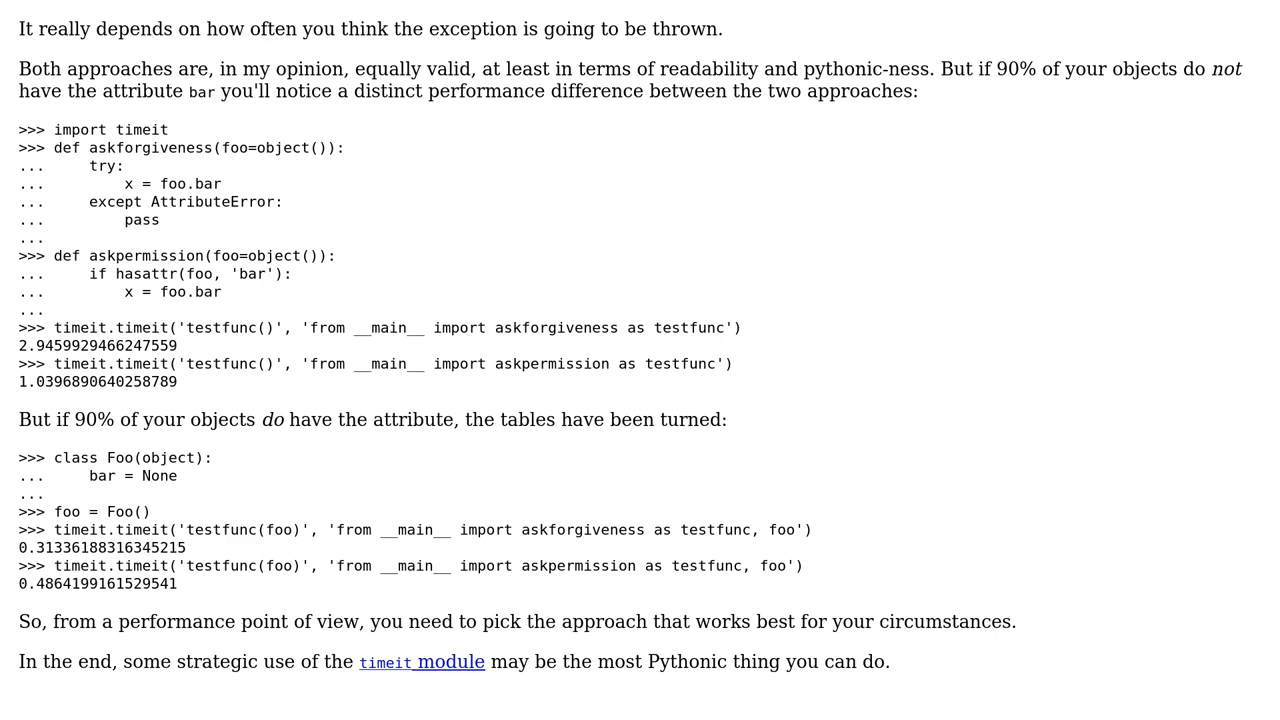 It really depends on how often you think the exception is going to be thrown.
Both approaches are, in my opinion, equally valid, at least in terms of readability and pythonic-ness. But if 90% of your objects do not
have the attribute bar you'll notice a distinct performance difference between the two approaches:
>>> import timeit
>>> def askforgiveness(foo=object()):
...     try:
...         x = foo.bar
...     except AttributeError:
...         pass
...
>>> def askpermission(foo=object()):
...     if hasattr(foo, 'bar'):
...         x = foo.bar
...
>>> timeit.timeit('testfunc()', 'from __main__ import askforgiveness as testfunc')
2.9459929466247559
>>> timeit.timeit('testfunc()', 'from __main__ import askpermission as testfunc')
1.0396890640258789
But if 90% of your objects do have the attribute, the tables have been turned:
>>> class Foo(object):
...     bar = None
...
>>> foo = Foo()
>>> timeit.timeit('testfunc(foo)', 'from __main__ import askforgiveness as testfunc, foo')
0.31336188316345215
>>> timeit.timeit('testfunc(foo)', 'from __main__ import askpermission as testfunc, foo')
0.4864199161529541
So, from a performance point of view, you need to pick the approach that works best for your circumstances.
In the end, some strategic use of the timeit module may be the most Pythonic thing you can do.